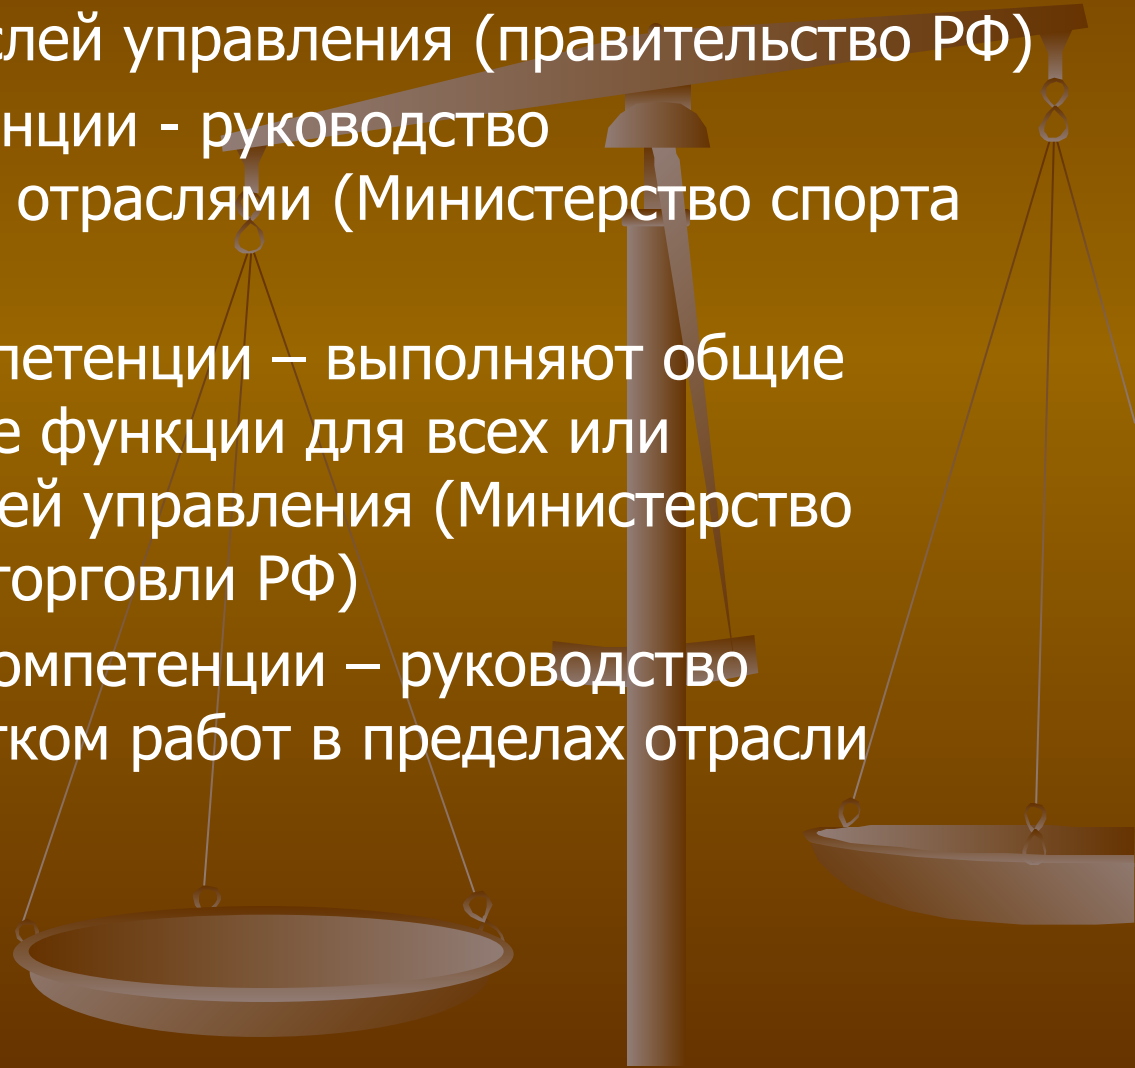 слей управления (правительство РФ)
нции - руководство
отраслями (Министерство спорта
петенции – выполняют общие
е функции для всех или
ей управления (Министерство
торговли РФ)
омпетенции – руководство
тком работ в пределах отрасли